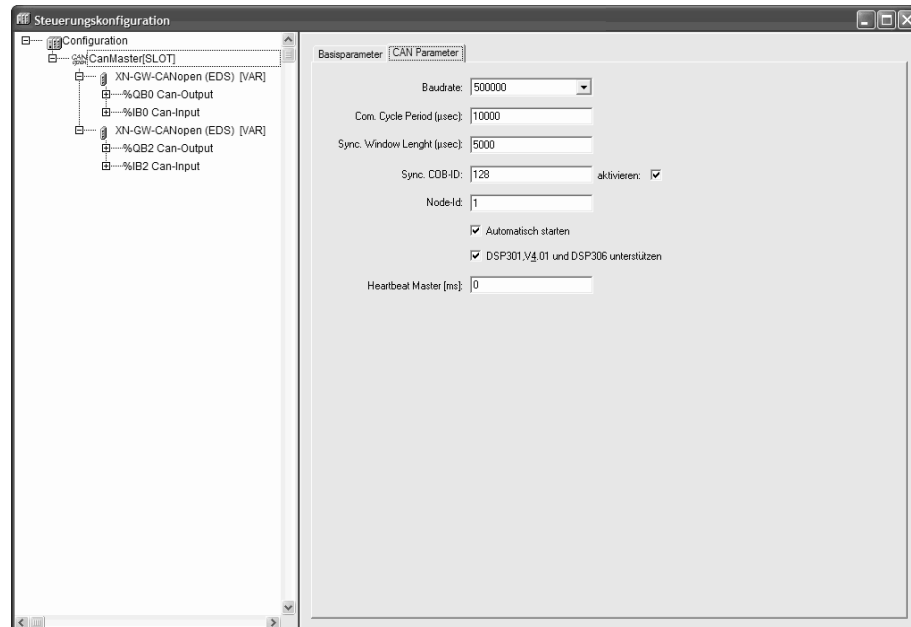 Steuerungskonfiguration
Configuration
CanMaster[SLOT]
XN-GW-CANopen (EDS) [VAR]
%QB0 Can-Output
%IB0 Can-Input
XN-GW-CANopen (EDS) [VAR]
%QB2 Can-Output
%IB2 Can-Input
Basisparameter CAN Parameter
Baudrate: 500000
Com. Cycle Period (µsec): 10000
Sync. Window Lenght (µsec): 5000
Sync. COB-ID: 128 aktivieren:
Node-Id: 1
Automatisch starten
DSP301,V4.01 und DSP306 unterstützen
Heartbeat Master [ms]: 0